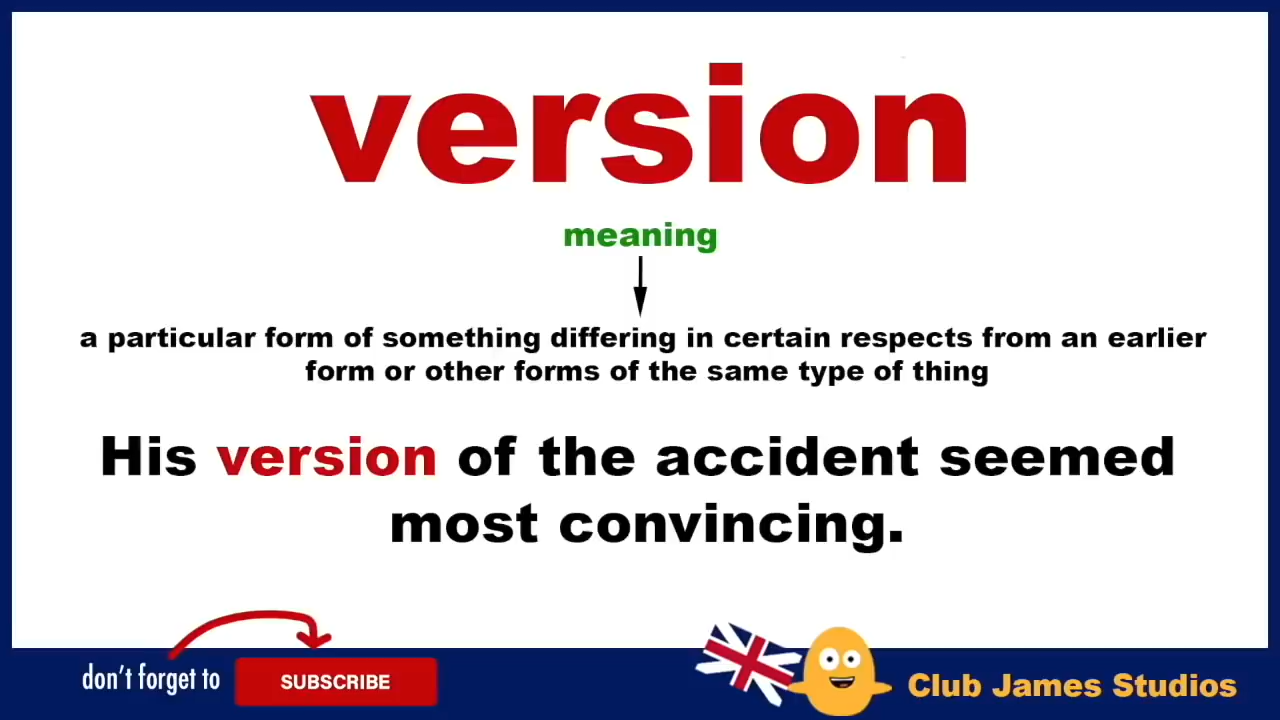 version
meaning
a particular form of something differing in certain respects from an earlier
form or other forms of the same type of thing
His version of the accident seemed
most convincing.
don't forget to
SUBSCRIBE
Club James Studios